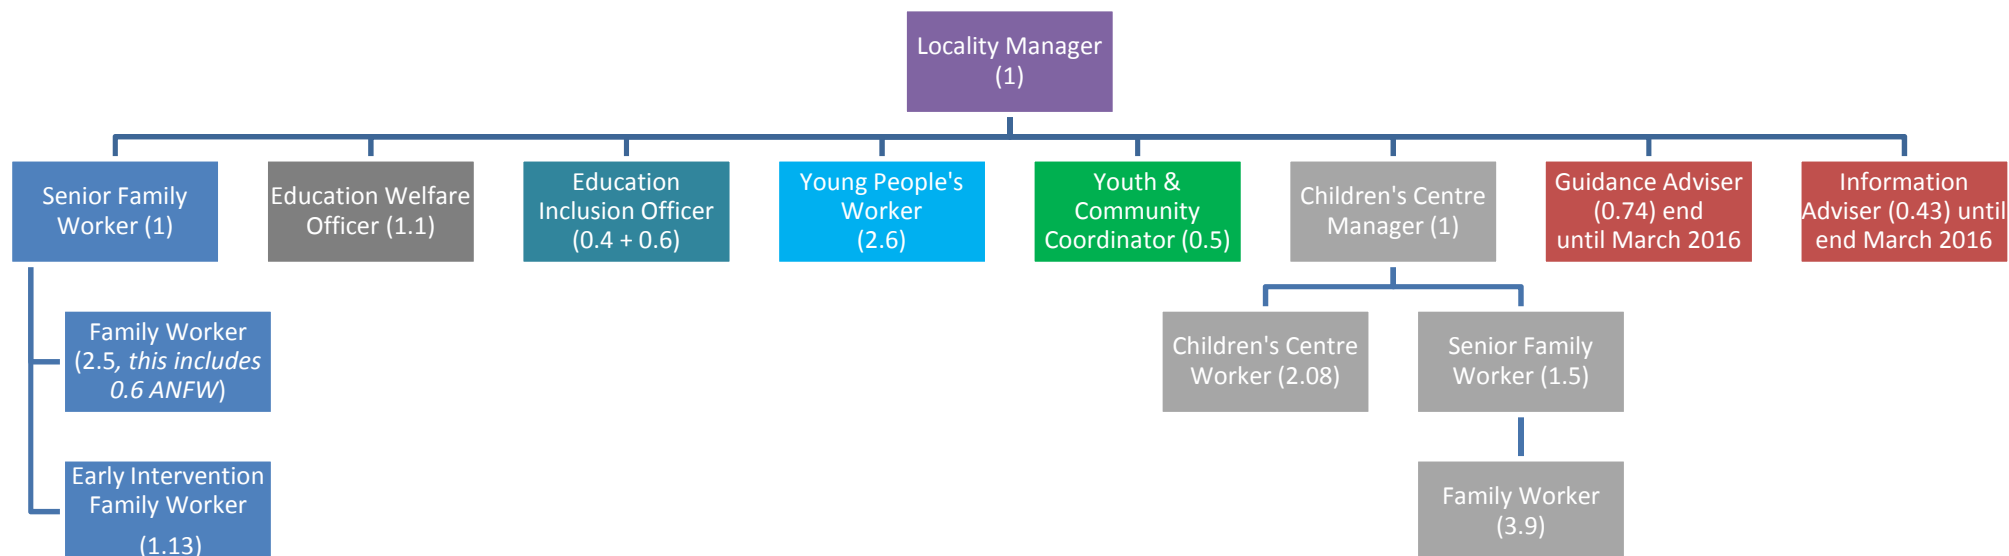 Locality Manager
(1)
Senior Family
Worker (1)
Education Welfare
Officer (1.1)
Education
Inclusion Officer
(0.4 + 0.6)
Young People's
Worker
(2.6)
Youth &
Community
Coordinator (0.5)
Children's Centre
Manager (1)
Guidance Adviser
(0.74) end
until March 2016
Information
Adviser (0.43) until
end March 2016
Family Worker
(2.5, this includes
0.6 ANFW)
Children's Centre
Worker (2.08)
Senior Family
Worker (1.5)
Early Intervention
Family Worker
(1.13)
Family Worker
(3.9)